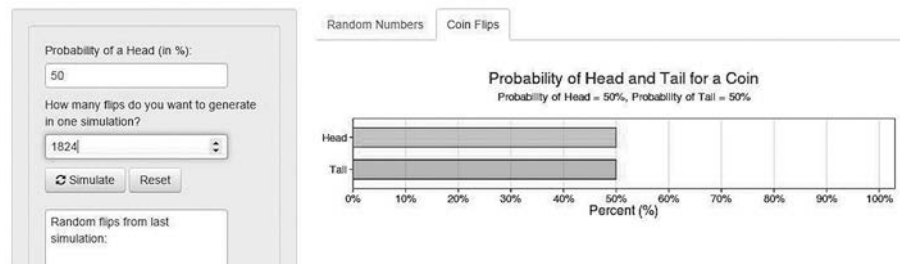 Probability of a Head (in %):
50
How many flips do you want to generate
in one simulation?
1824
Simulate Reset
Random flips from last
simulation:
Random Numbers Coin Flips
Probability of Head and Tail for a Coin
Probability of Head = 50%, Probability of Tail = 50%
Head
Tail
0% 10% 20% 30% 40% 50% 60% 70% 80% 90% 100%
Percent (%)